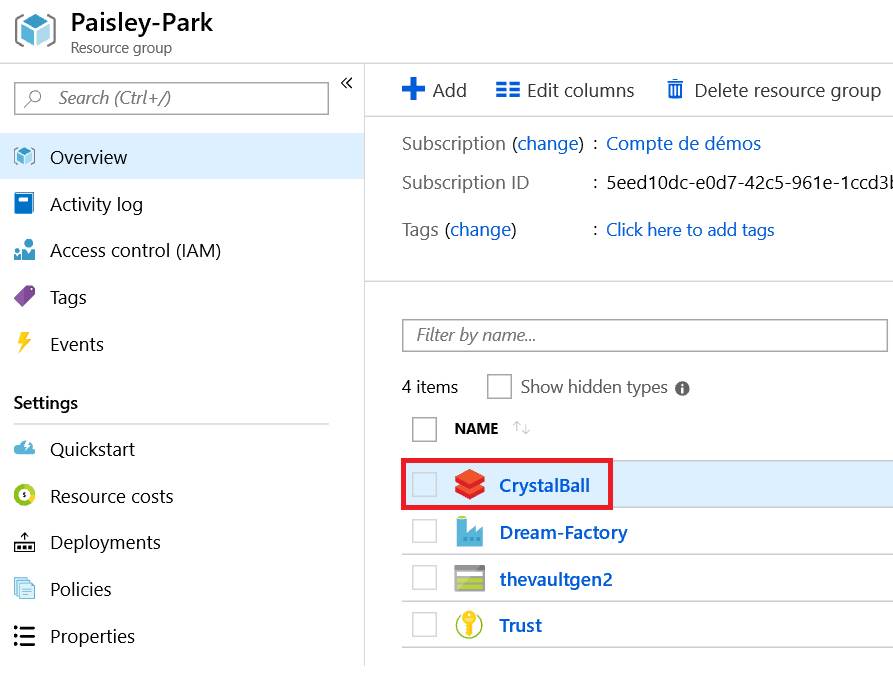 Paisley-Park
Resource group
Search (Ctrl+/)
«
Overview
Activity log
Access control (IAM)
Tags
Events
Settings
Quickstart
Resource costs
Deployments
Policies
Properties
Add Edit columns Delete resource group
Subscription (change) : Compte de démos
Subscription ID : 5eed10dc-e0d7-42c5-961e-1ccd3b
Tags (change) : Click here to add tags
Filter by name...
4 items Show hidden types
NAME
CrystalBall
Dream-Factory
thevaultgen2
Trust